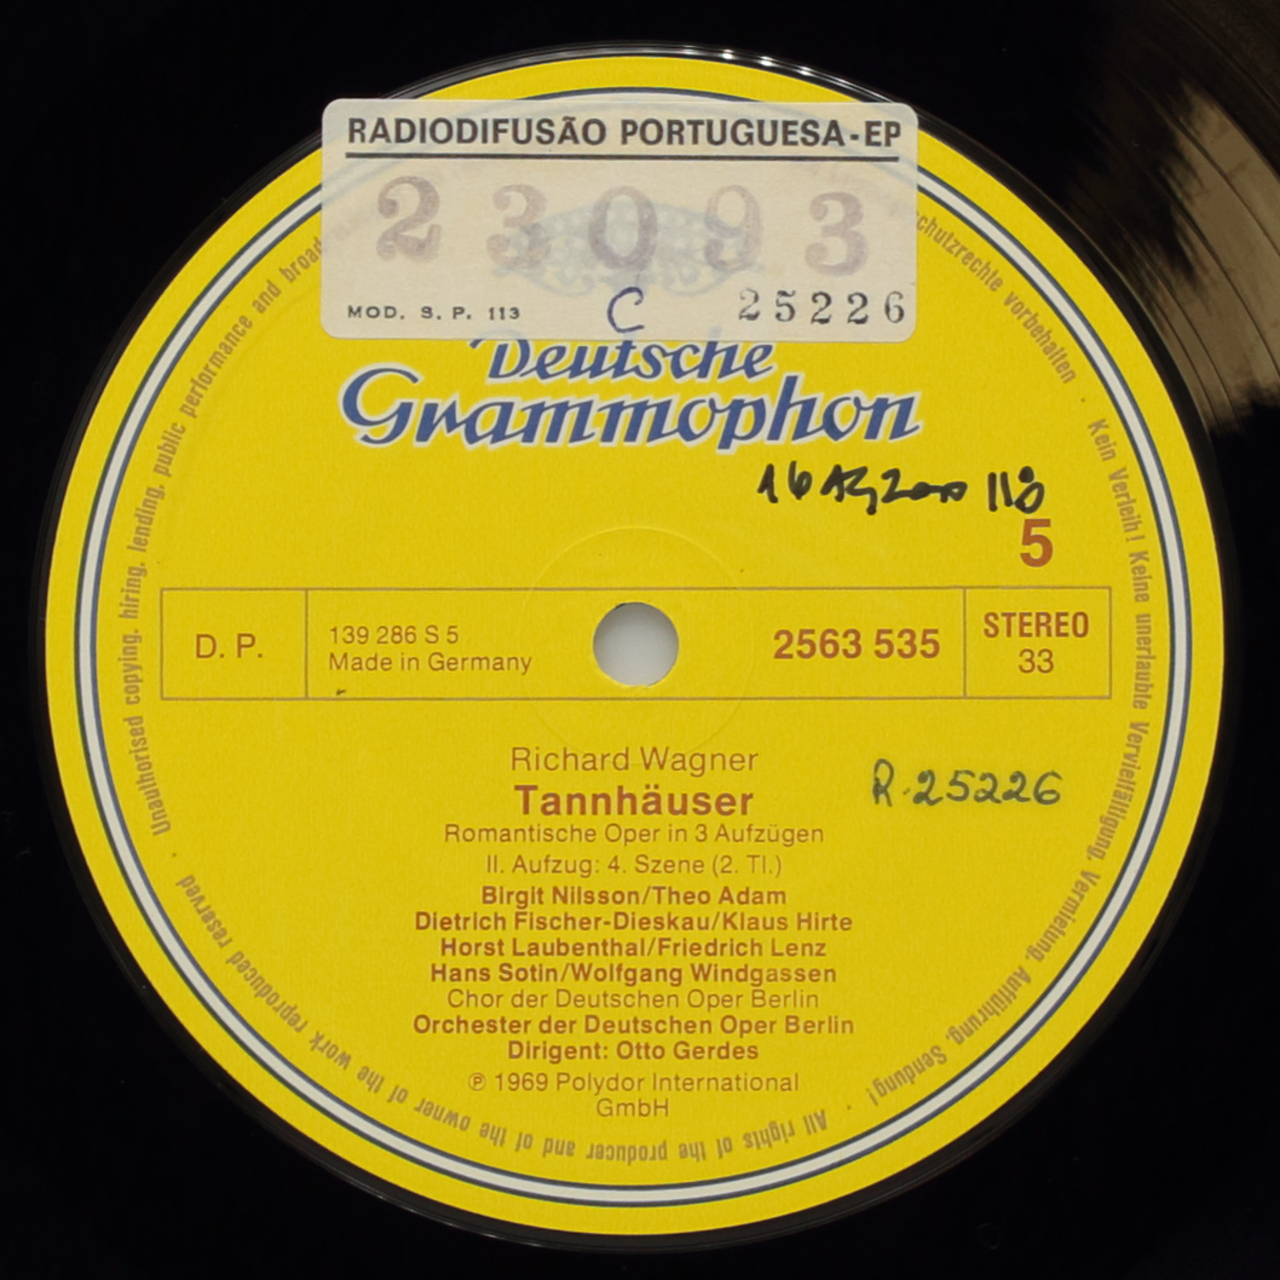 RADIODIFUSÃO PORTUGUESA-EP
23093
MOD. S. P. 113
C
25226
Deutsche
Grammophon
113
5
D. P.
139 286 S 5
Made in Germany
2563 535
STEREO
33
Richard Wagner
Tannhäuser
R.25226
Romantische Oper in 3 Aufzügen
II. Aufzug: 4. Szene (2. Tl.)
Birgit Nilsson/Theo Adam
Dietrich Fischer-Dieskau/Klaus Hirte
Horst Laubenthal/Friedrich Lenz
Hans Sotin/Wolfgang Windgassen
Chor der Deutschen Oper Berlin
Orchester der Deutschen Oper Berlin
Dirigent: Otto Gerdes
℗ 1969 Polydor International
GmbH
schutzrechte vorbehalten
Kein Verleih! Keine unerlaubte Vervielfältigung, Vermietung, Aufführung, Sendung!
All rights of the producer and of the owner of the work reproduced reserved
Unauthorised copying, hiring, lending, public performance and broad